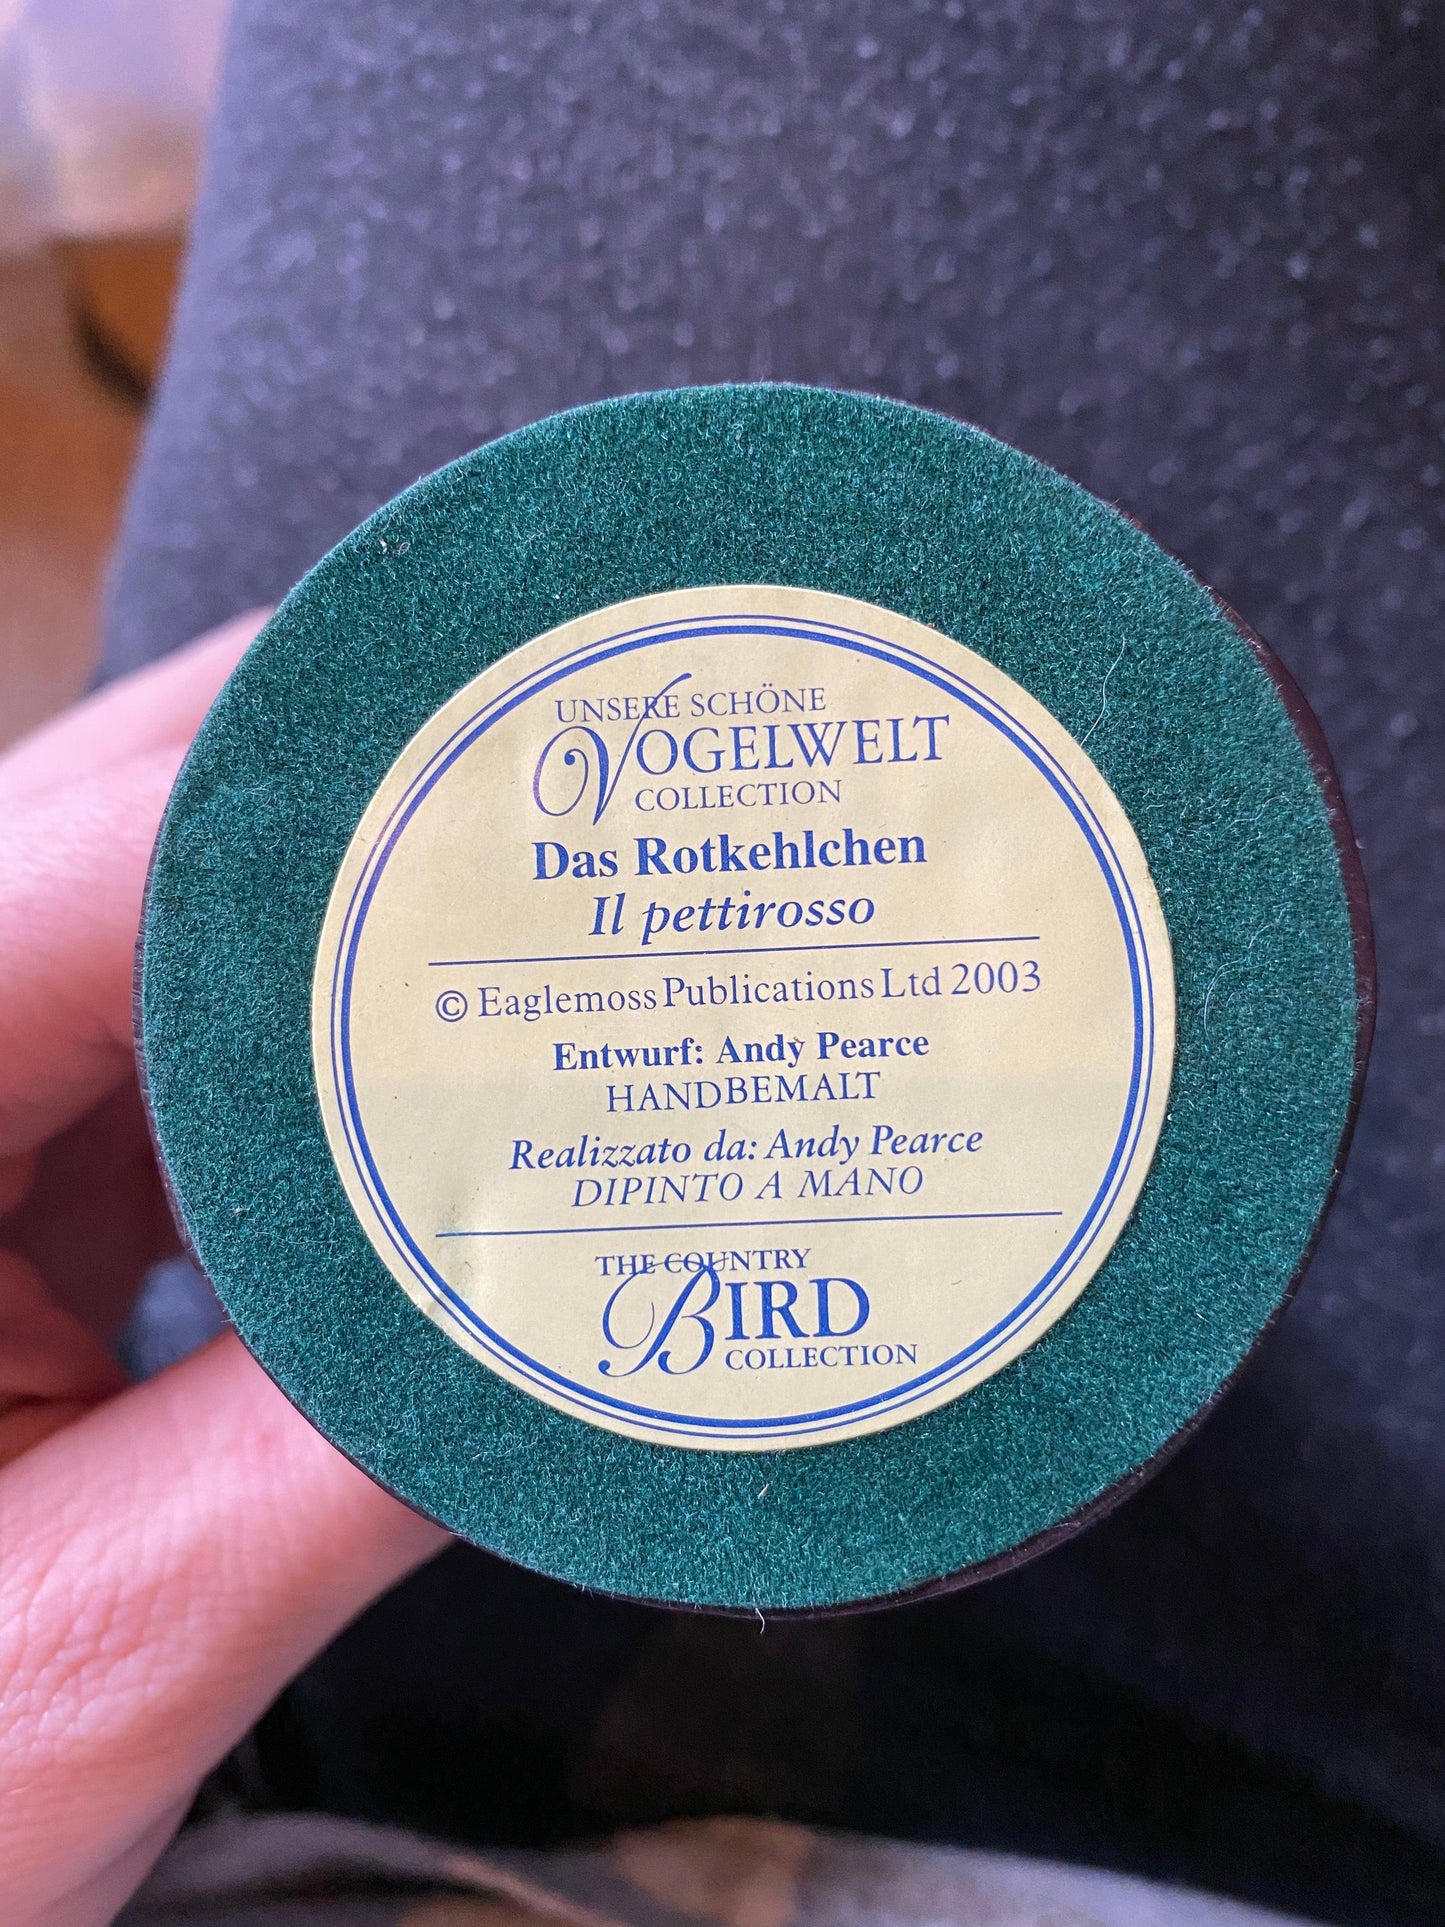 UNSERE SCHÖNE
VOGELWELT
COLLECTION
Das Rotkehlchen
Il pettirosso
© Eaglemoss Publications Ltd 2003
Entwurf: Andy Pearce
HANDBEMALT
Realizzato da: Andy Pearce
DIPINTO A MANO
THE COUNTRY
BIRD
COLLECTION